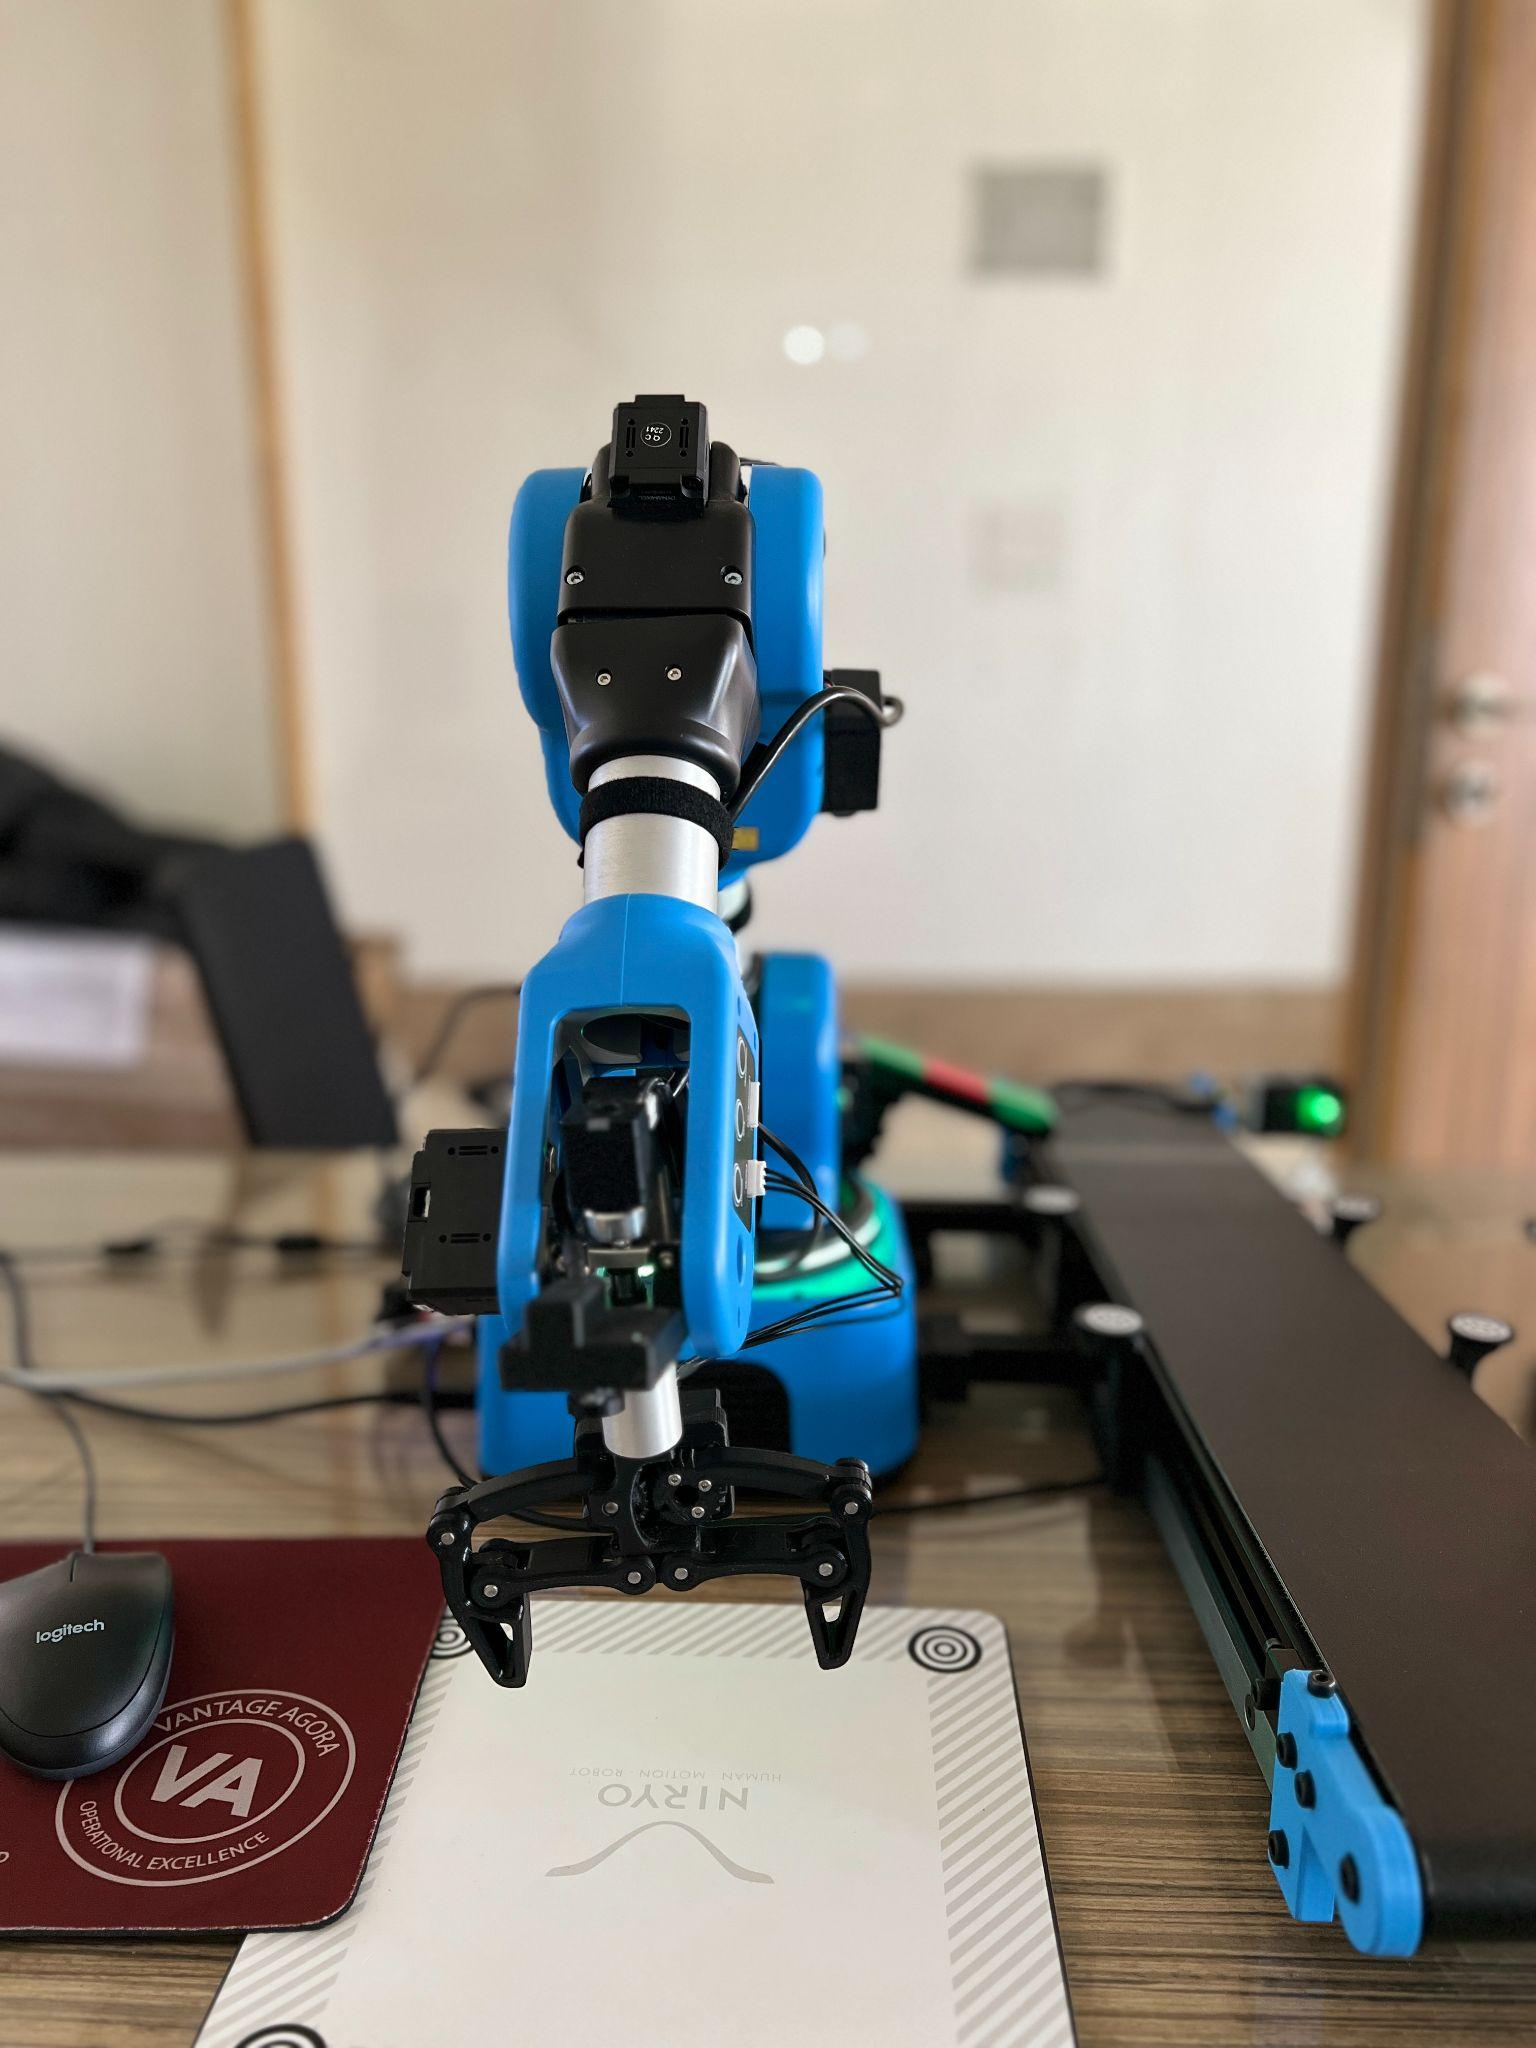 QC
2241
logitech
VANTAGE AGORA
VA
OPERATIONAL EXCELLENCE
D
HUMAN · MOTION · ROBOT
NIRYO